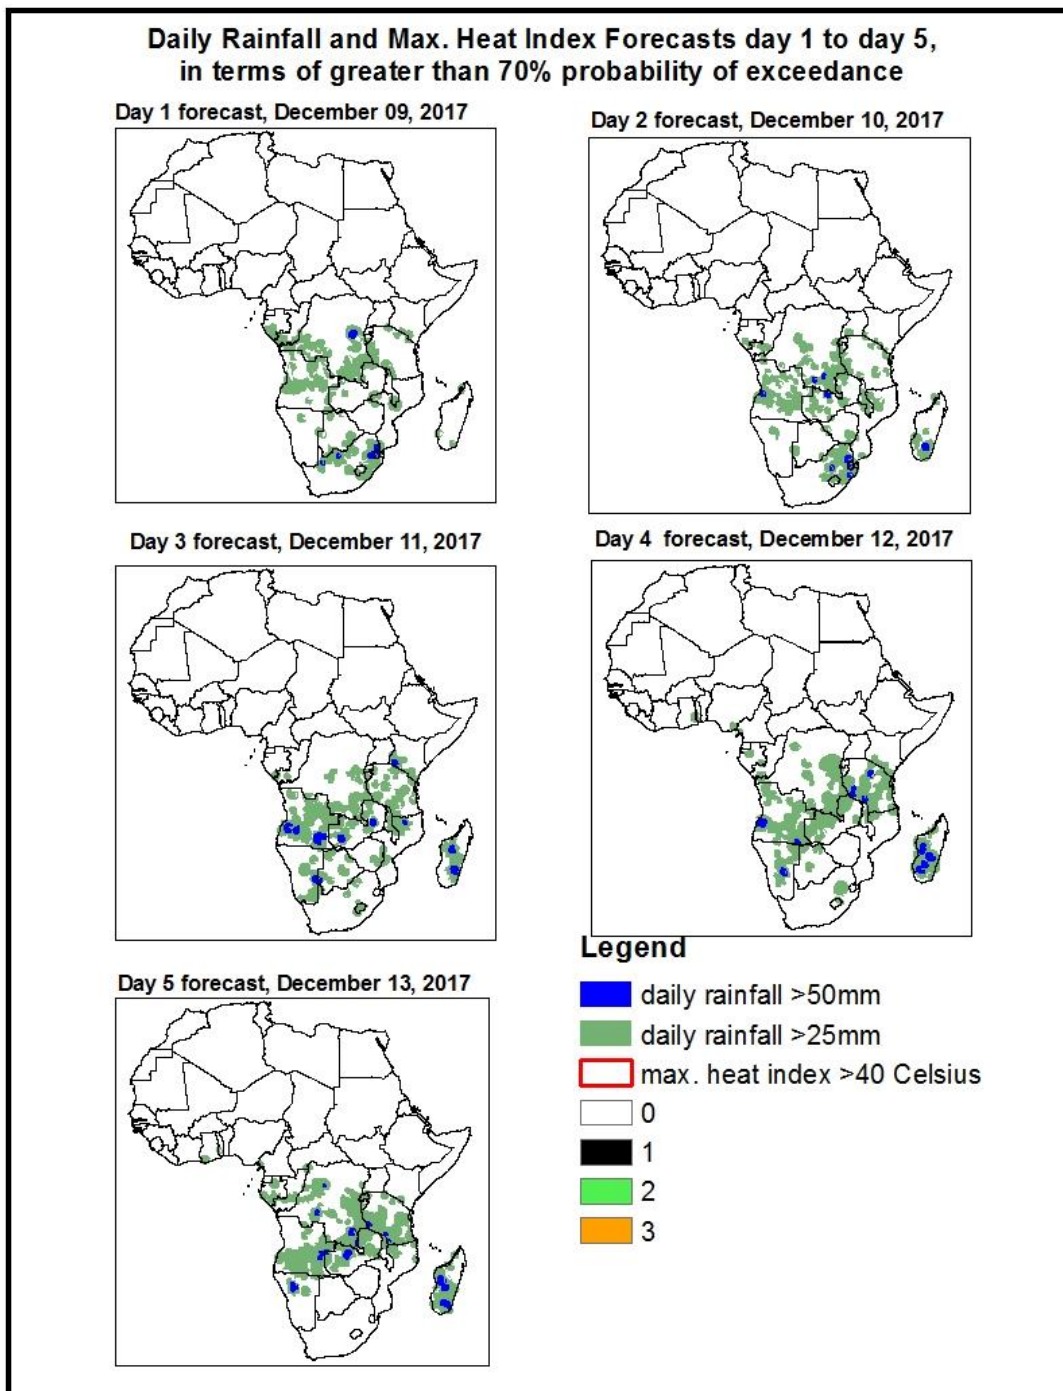 Daily Rainfall and Max. Heat Index Forecasts day 1 to day 5,
in terms of greater than 70% probability of exceedance
Day 1 forecast, December 09, 2017
Day 2 forecast, December 10, 2017
Day 3 forecast, December 11, 2017
Day 4 forecast, December 12, 2017
Day 5 forecast, December 13, 2017
Legend
daily rainfall >50mm
daily rainfall >25mm
max. heat index >40 Celsius
0
1
2
3